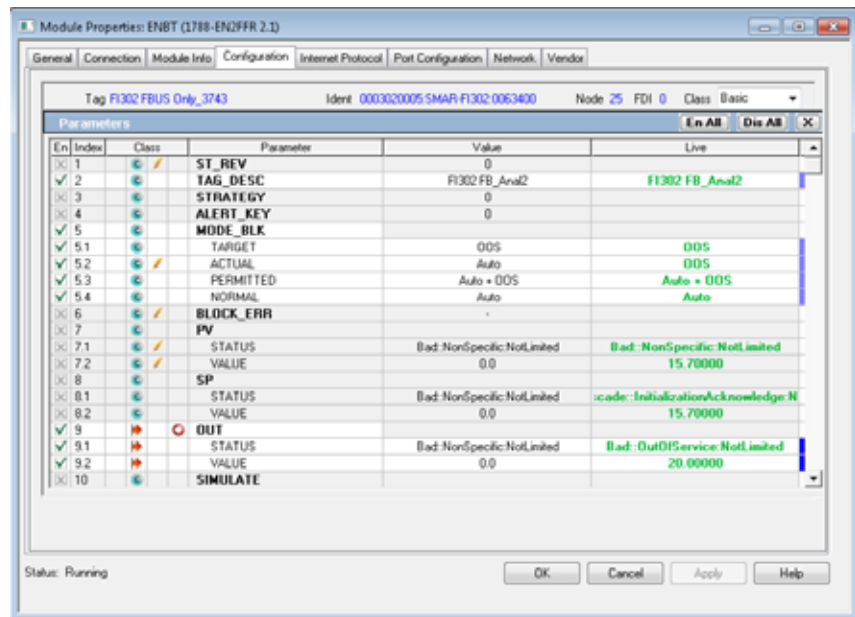 Module Properties: ENBT (1788-EN2FFR 2.1)
General Connection Module Info Configuration Internet Protocol Port Configuration Network Vendor
Tag FI302 FBUS Only_3743 Ident 0003020005:SMAR-FI302:0063400 Node 25 FDI 0 Class Basic
Parameters En All Dis All X
En Index Class Parameter Value Live
1 ST_REV 0
2 TAG_DESC FI302 FB_Anal2 FI302 FB_Anal2
3 STRATEGY 0
4 ALERT_KEY 0
5 MODE_BLK
5.1 TARGET OOS OOS
5.2 ACTUAL Auto OOS
5.3 PERMITTED Auto + OOS Auto + OOS
5.4 NORMAL Auto Auto
6 BLOCK_ERR -
7 PV
7.1 STATUS Bad::NonSpecific:NotLimited Bad::NonSpecific:NotLimited
7.2 VALUE 0.0 15.70000
8 SP
8.1 STATUS Bad::NonSpecific:NotLimited :cade::InitializationAcknowledge:N
8.2 VALUE 0.0 15.70000
9 OUT
9.1 STATUS Bad::NonSpecific:NotLimited Bad::OutOfService:NotLimited
9.2 VALUE 0.0 20.00000
10 SIMULATE
Status: Running OK Cancel Apply Help